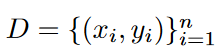 D = {(x_i, y_i)}_{i=1}^n